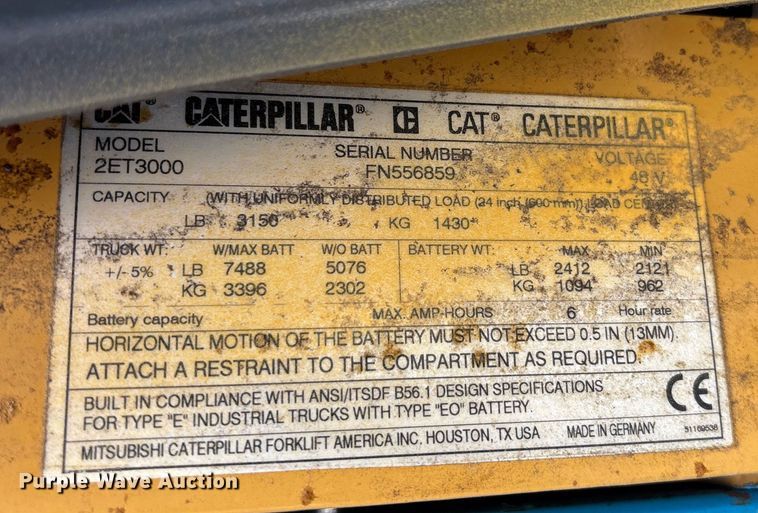 CAT® CATERPILLAR® CAT® CATERPILLAR®
MODEL SERIAL NUMBER VOLTAGE
2ET3000 FN556859 48 V
CAPACITY (WITH UNIFORMLY DISTRIBUTED LOAD (24 inch (600 mm)) LOAD CENTER)
LB 3150 KG 1430*
TRUCK WT: W/MAX BATT W/O BATT BATTERY WT: MAX MIN
+/- 5% LB 7488 5076 LB 2412 2121
KG 3396 2302 KG 1094 962
Battery capacity MAX. AMP-HOURS 6 Hour rate
HORIZONTAL MOTION OF THE BATTERY MUST NOT EXCEED 0.5 IN (13MM).
ATTACH A RESTRAINT TO THE COMPARTMENT AS REQUIRED.
BUILT IN COMPLIANCE WITH ANSI/ITSDF B56.1 DESIGN SPECIFICATIONS
FOR TYPE "E" INDUSTRIAL TRUCKS WITH TYPE "EO" BATTERY.
CE
MITSUBISHI CATERPILLAR FORKLIFT AMERICA INC. HOUSTON, TX USA MADE IN GERMANY 51169538
Purple Wave Auction